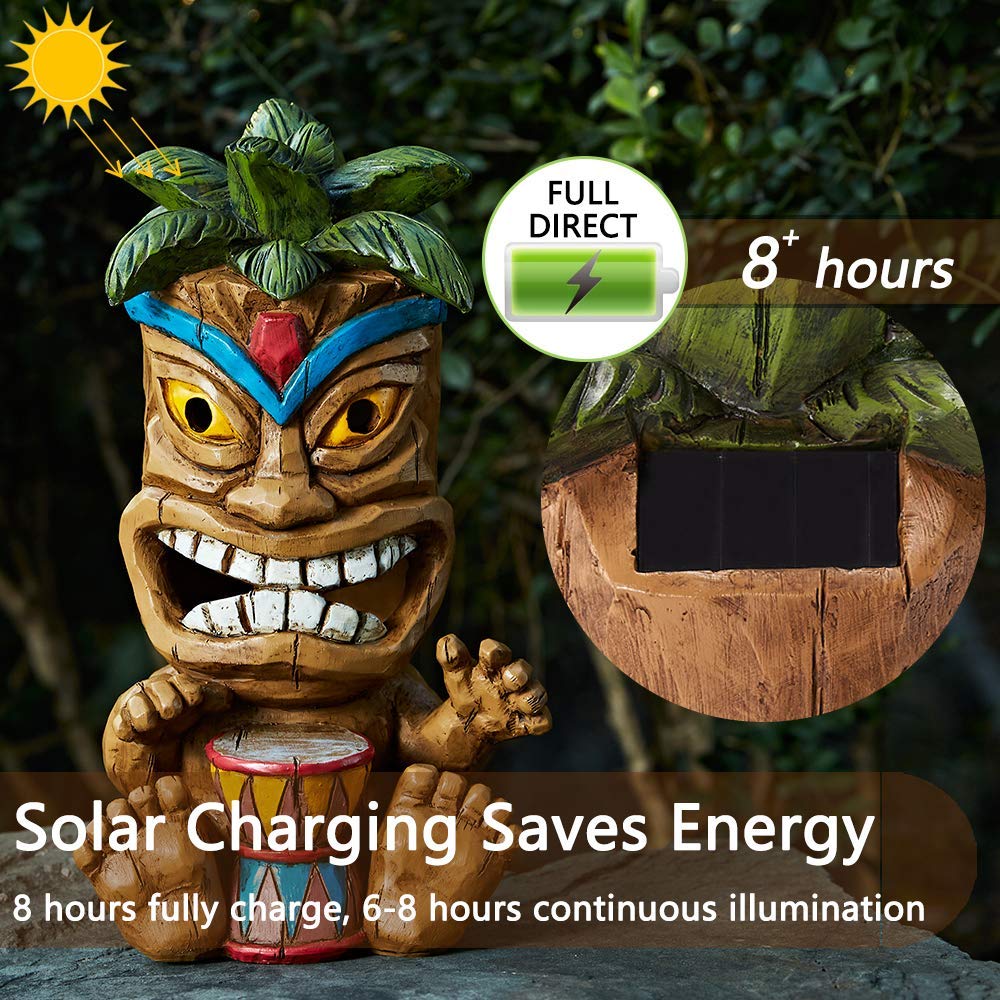 FULL
DIRECT
8+ hours
Solar Charging Saves Energy
8 hours fully charge, 6-8 hours continuous illumination